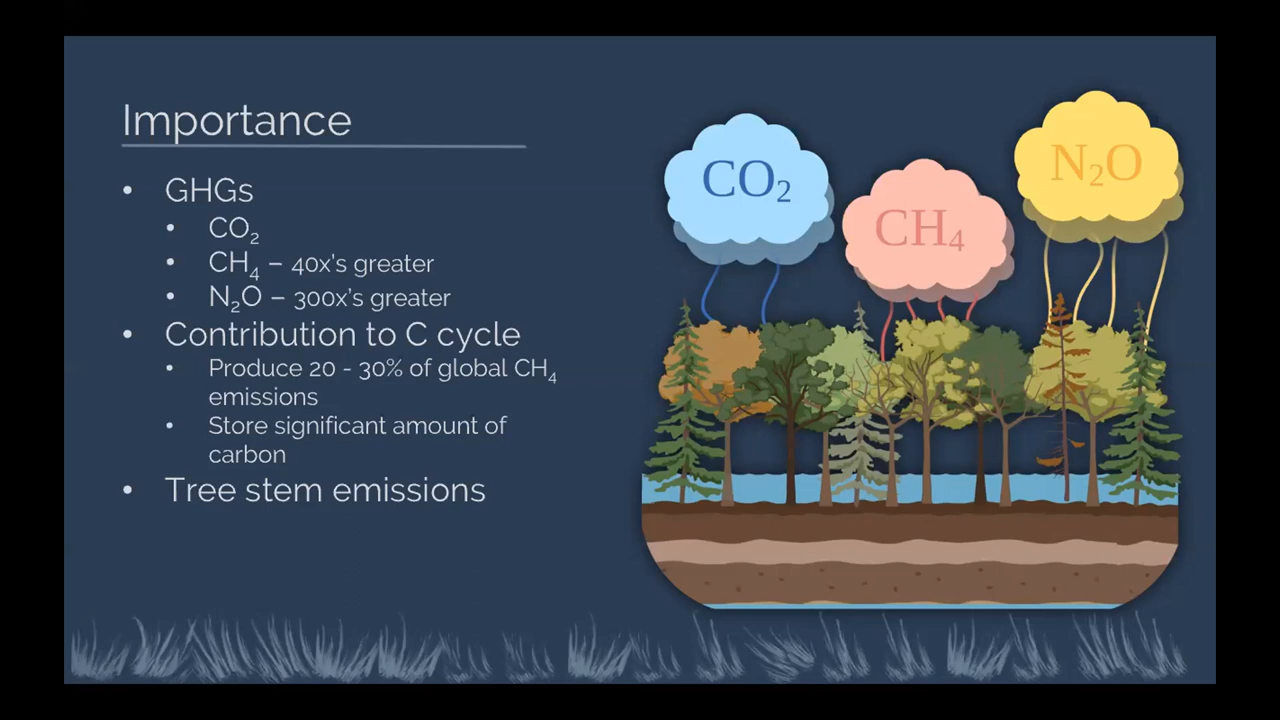 Importance
• GHGs
• CO₂
• CH₄ – 40x's greater
• N₂O – 300x's greater
• Contribution to C cycle
• Produce 20 - 30% of global CH₄
emissions
• Store significant amount of
carbon
• Tree stem emissions
CO₂
CH₄
N₂O